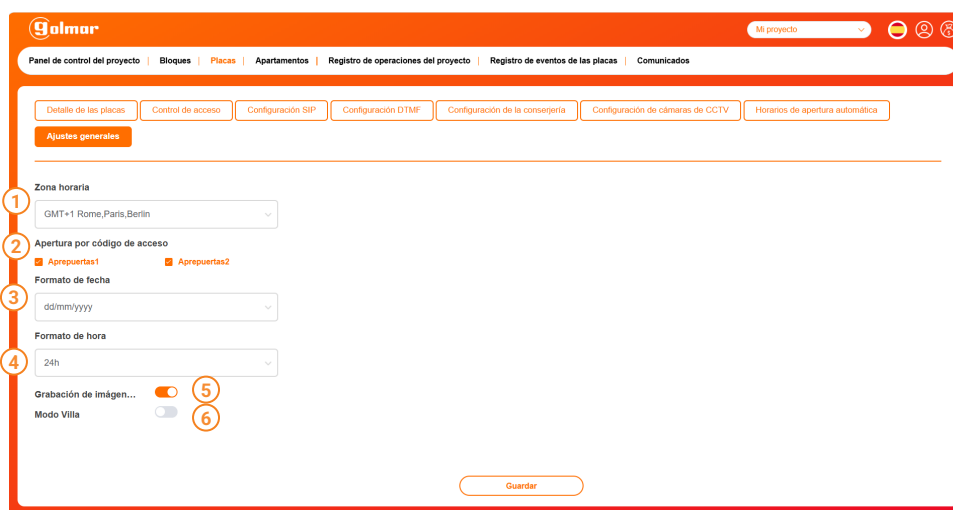 golmar
Mi proyecto
Panel de control del proyecto | Bloques | Placas | Apartamentos | Registro de operaciones del proyecto | Registro de eventos de las placas | Comunicados
Detalle de las placas Control de acceso Configuración SIP Configuración DTMF Configuración de la conserjería Configuración de cámaras de CCTV Horarios de apertura automática
Ajustes generales
Zona horaria
1
GMT+1 Rome,Paris,Berlin
2 Apertura por código de acceso
Aprepuertas1 Aprepuertas2
Formato de fecha
3
dd/mm/yyyy
Formato de hora
4 24h
Grabación de imágen... 5
Modo Villa 6
Guardar